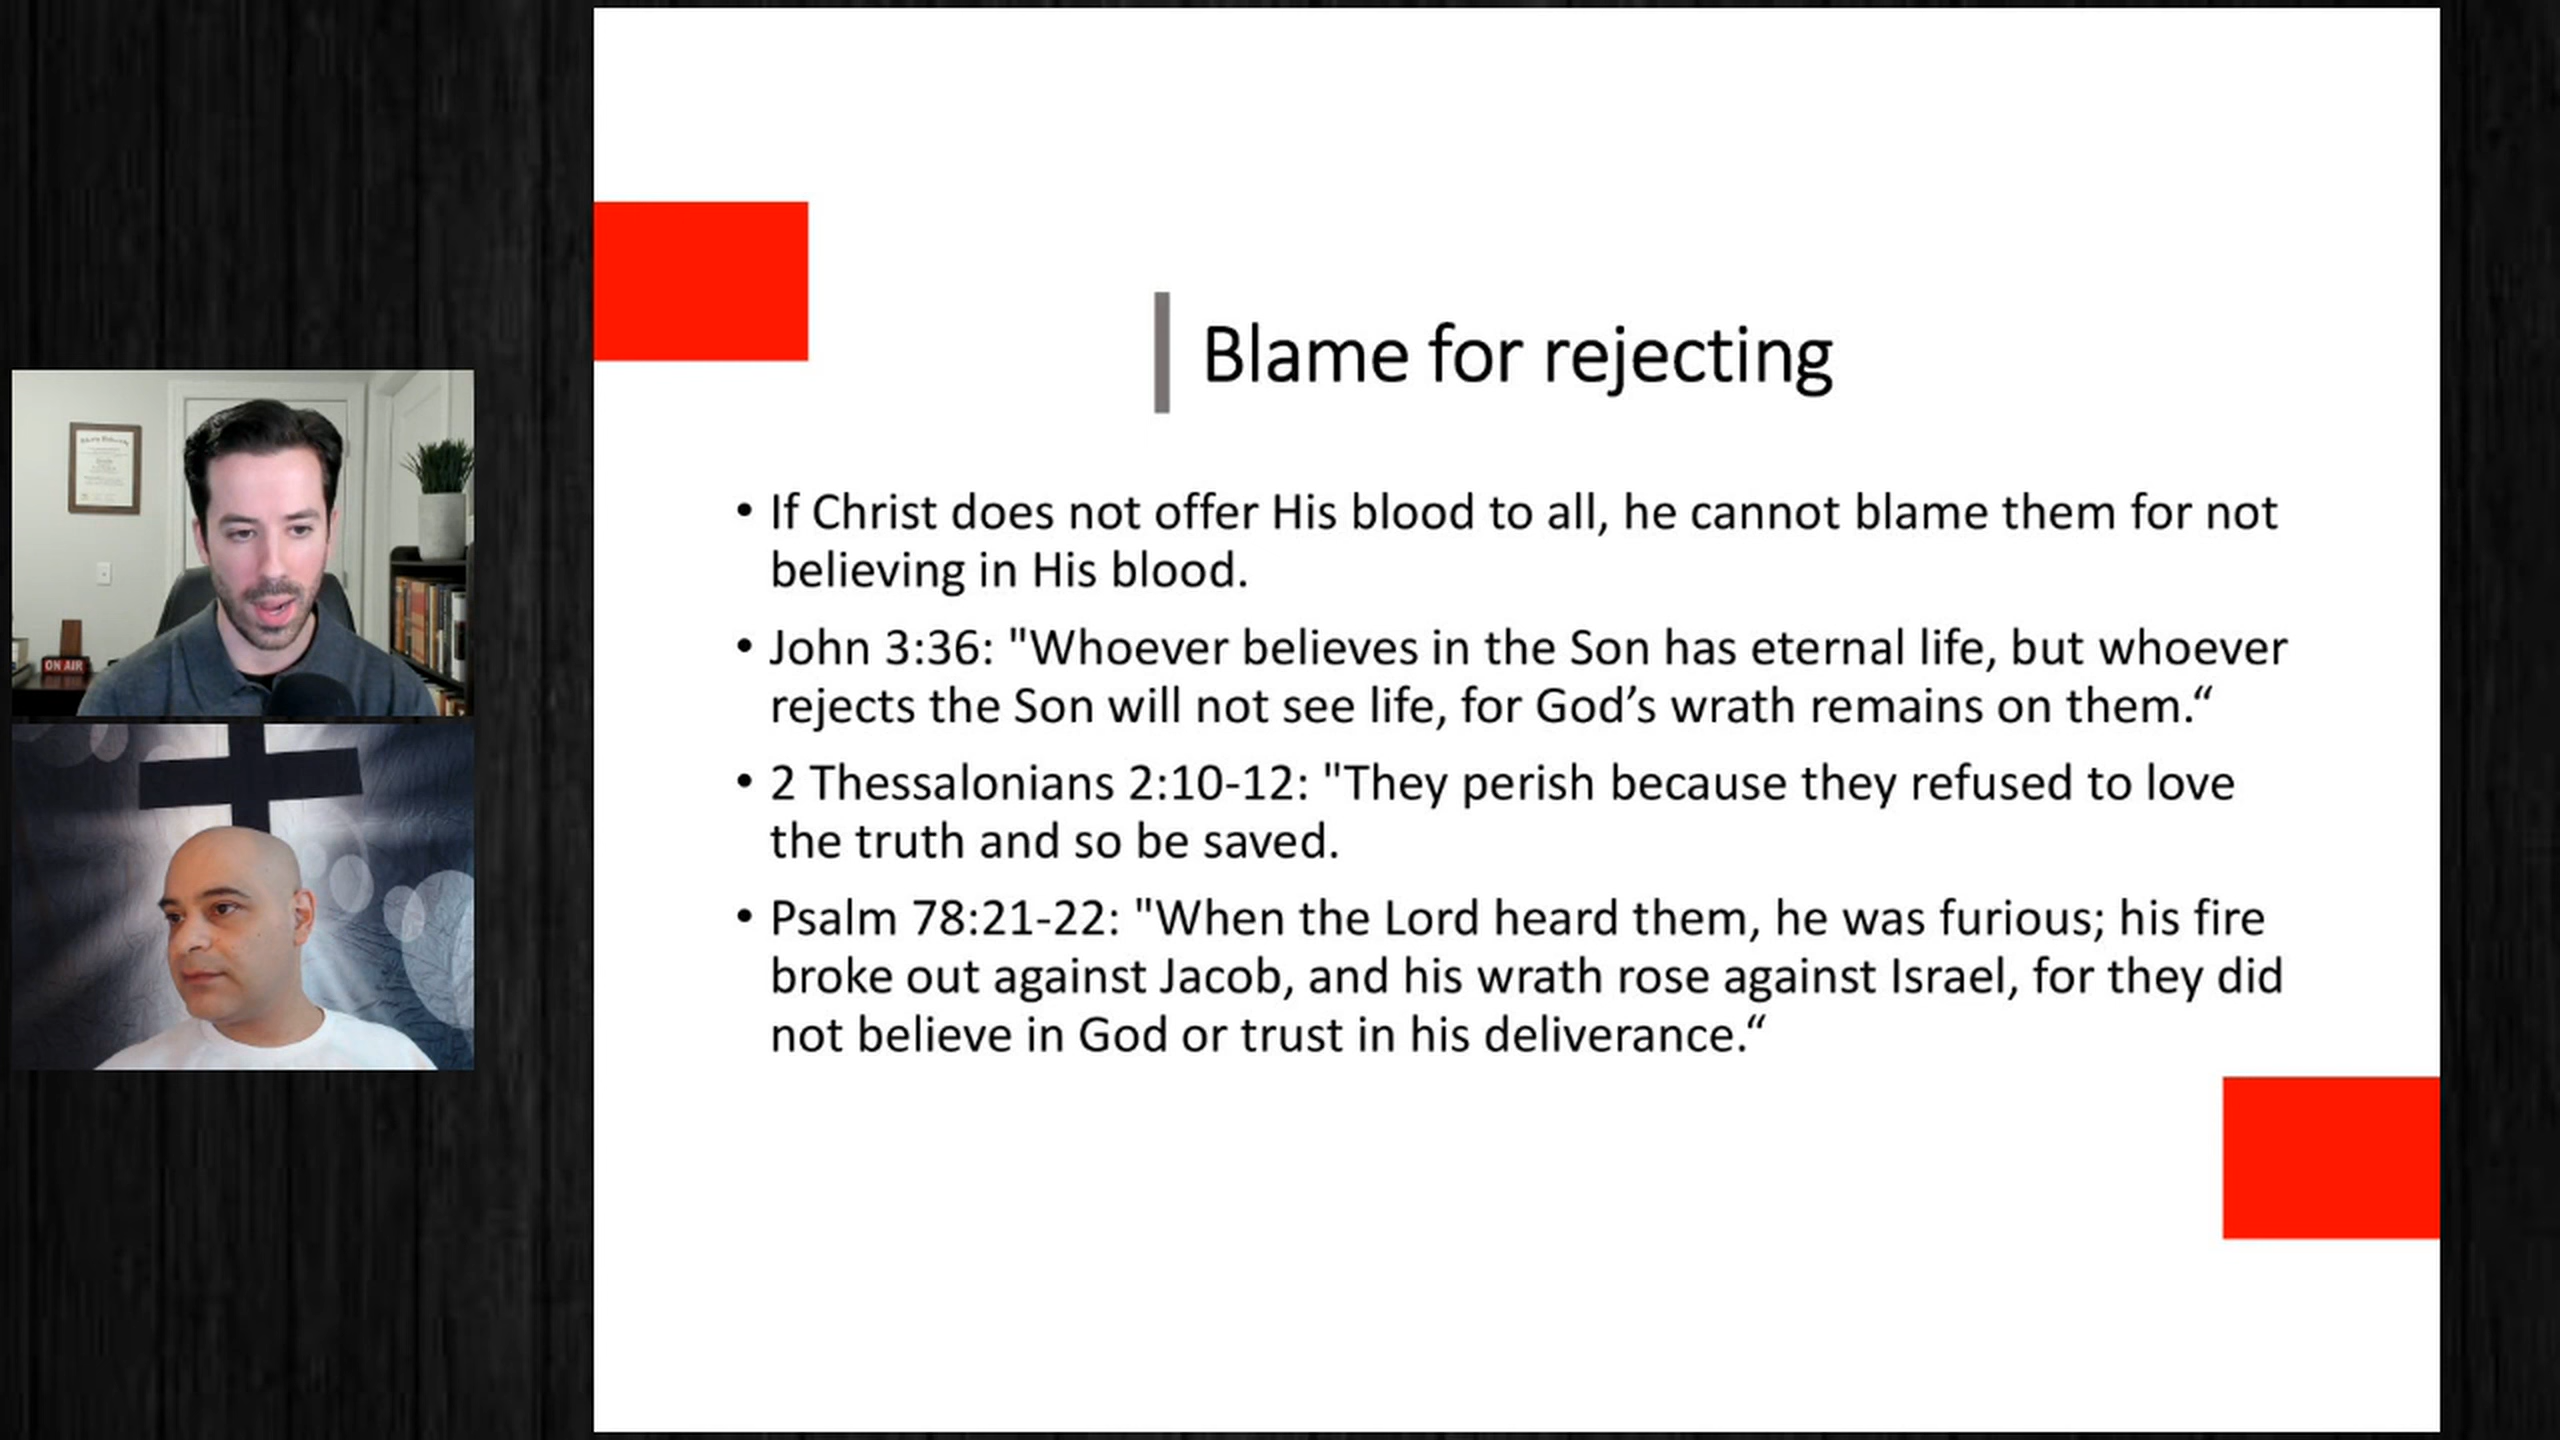 Blame for rejecting
• If Christ does not offer His blood to all, he cannot blame them for not
believing in His blood.
• John 3:36: "Whoever believes in the Son has eternal life, but whoever
rejects the Son will not see life, for God’s wrath remains on them.“
• 2 Thessalonians 2:10-12: "They perish because they refused to love
the truth and so be saved.
• Psalm 78:21-22: "When the Lord heard them, he was furious; his fire
broke out against Jacob, and his wrath rose against Israel, for they did
not believe in God or trust in his deliverance.“
ON AIR